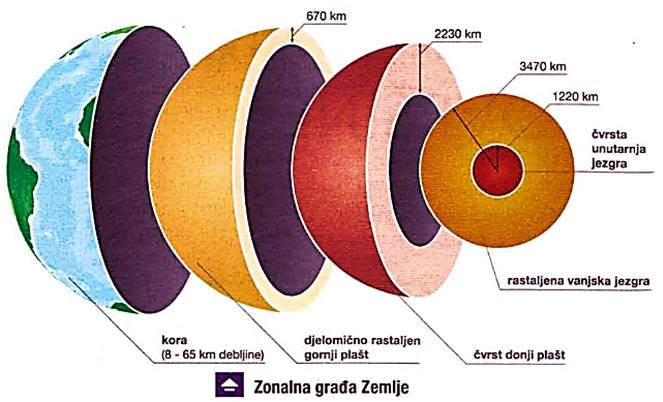 670 km
2230 km
3470 km
1220 km
čvrsta
unutarnja
jezgra
rastaljena vanjska jezgra
kora
(8 - 65 km debljine)
djelomično rastaljen
gornji plašt
čvrst donji plašt
Zonalna građa Zemlje